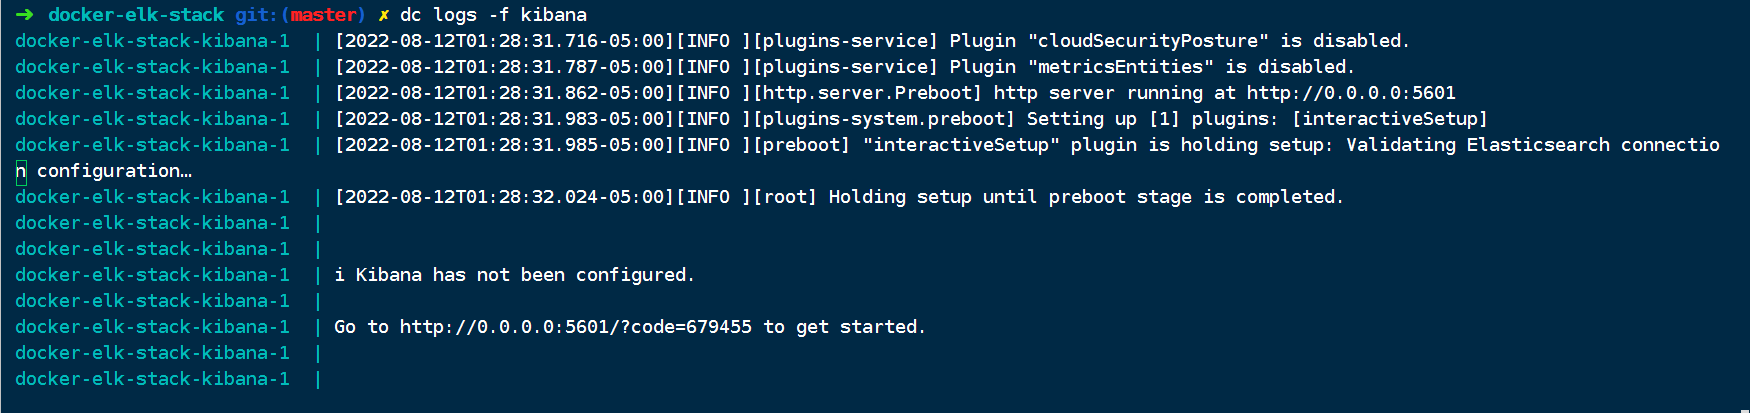 ➜ docker-elk-stack git:(master) ✗ dc logs -f kibana
docker-elk-stack-kibana-1 | [2022-08-12T01:28:31.716-05:00][INFO ][plugins-service] Plugin "cloudSecurityPosture" is disabled.
docker-elk-stack-kibana-1 | [2022-08-12T01:28:31.787-05:00][INFO ][plugins-service] Plugin "metricsEntities" is disabled.
docker-elk-stack-kibana-1 | [2022-08-12T01:28:31.862-05:00][INFO ][http.server.Preboot] http server running at http://0.0.0.0:5601
docker-elk-stack-kibana-1 | [2022-08-12T01:28:31.983-05:00][INFO ][plugins-system.preboot] Setting up [1] plugins: [interactiveSetup]
docker-elk-stack-kibana-1 | [2022-08-12T01:28:31.985-05:00][INFO ][preboot] "interactiveSetup" plugin is holding setup: Validating Elasticsearch connectio
n configuration…
docker-elk-stack-kibana-1 | [2022-08-12T01:28:32.024-05:00][INFO ][root] Holding setup until preboot stage is completed.
docker-elk-stack-kibana-1 |
docker-elk-stack-kibana-1 |
docker-elk-stack-kibana-1 | i Kibana has not been configured.
docker-elk-stack-kibana-1 |
docker-elk-stack-kibana-1 | Go to http://0.0.0.0:5601/?code=679455 to get started.
docker-elk-stack-kibana-1 |
docker-elk-stack-kibana-1 |